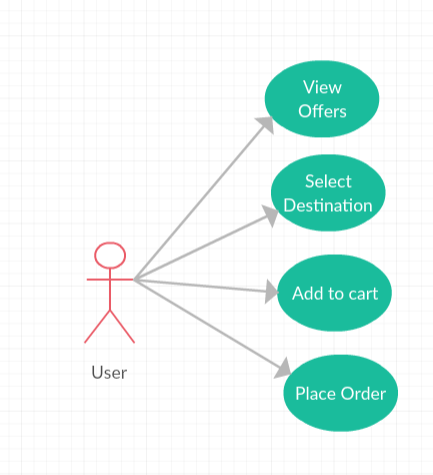 View
Offers
Select
Destination
Add to cart
Place Order
User